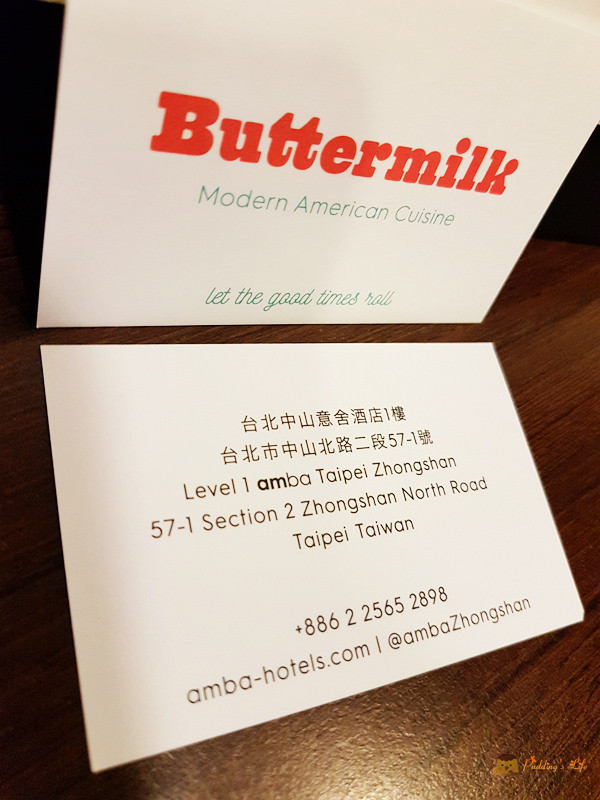 Buttermilk
Modern American Cuisine
let the good times roll
台北中山意舍酒店1樓
台北市中山北路二段57-1號
Level 1 amba Taipei Zhongshan
57-1 Section 2 Zhongshan North Road
Taipei Taiwan
+886 2 2565 2898
amba-hotels.com | @ambaZhongshan
Pudding's Life